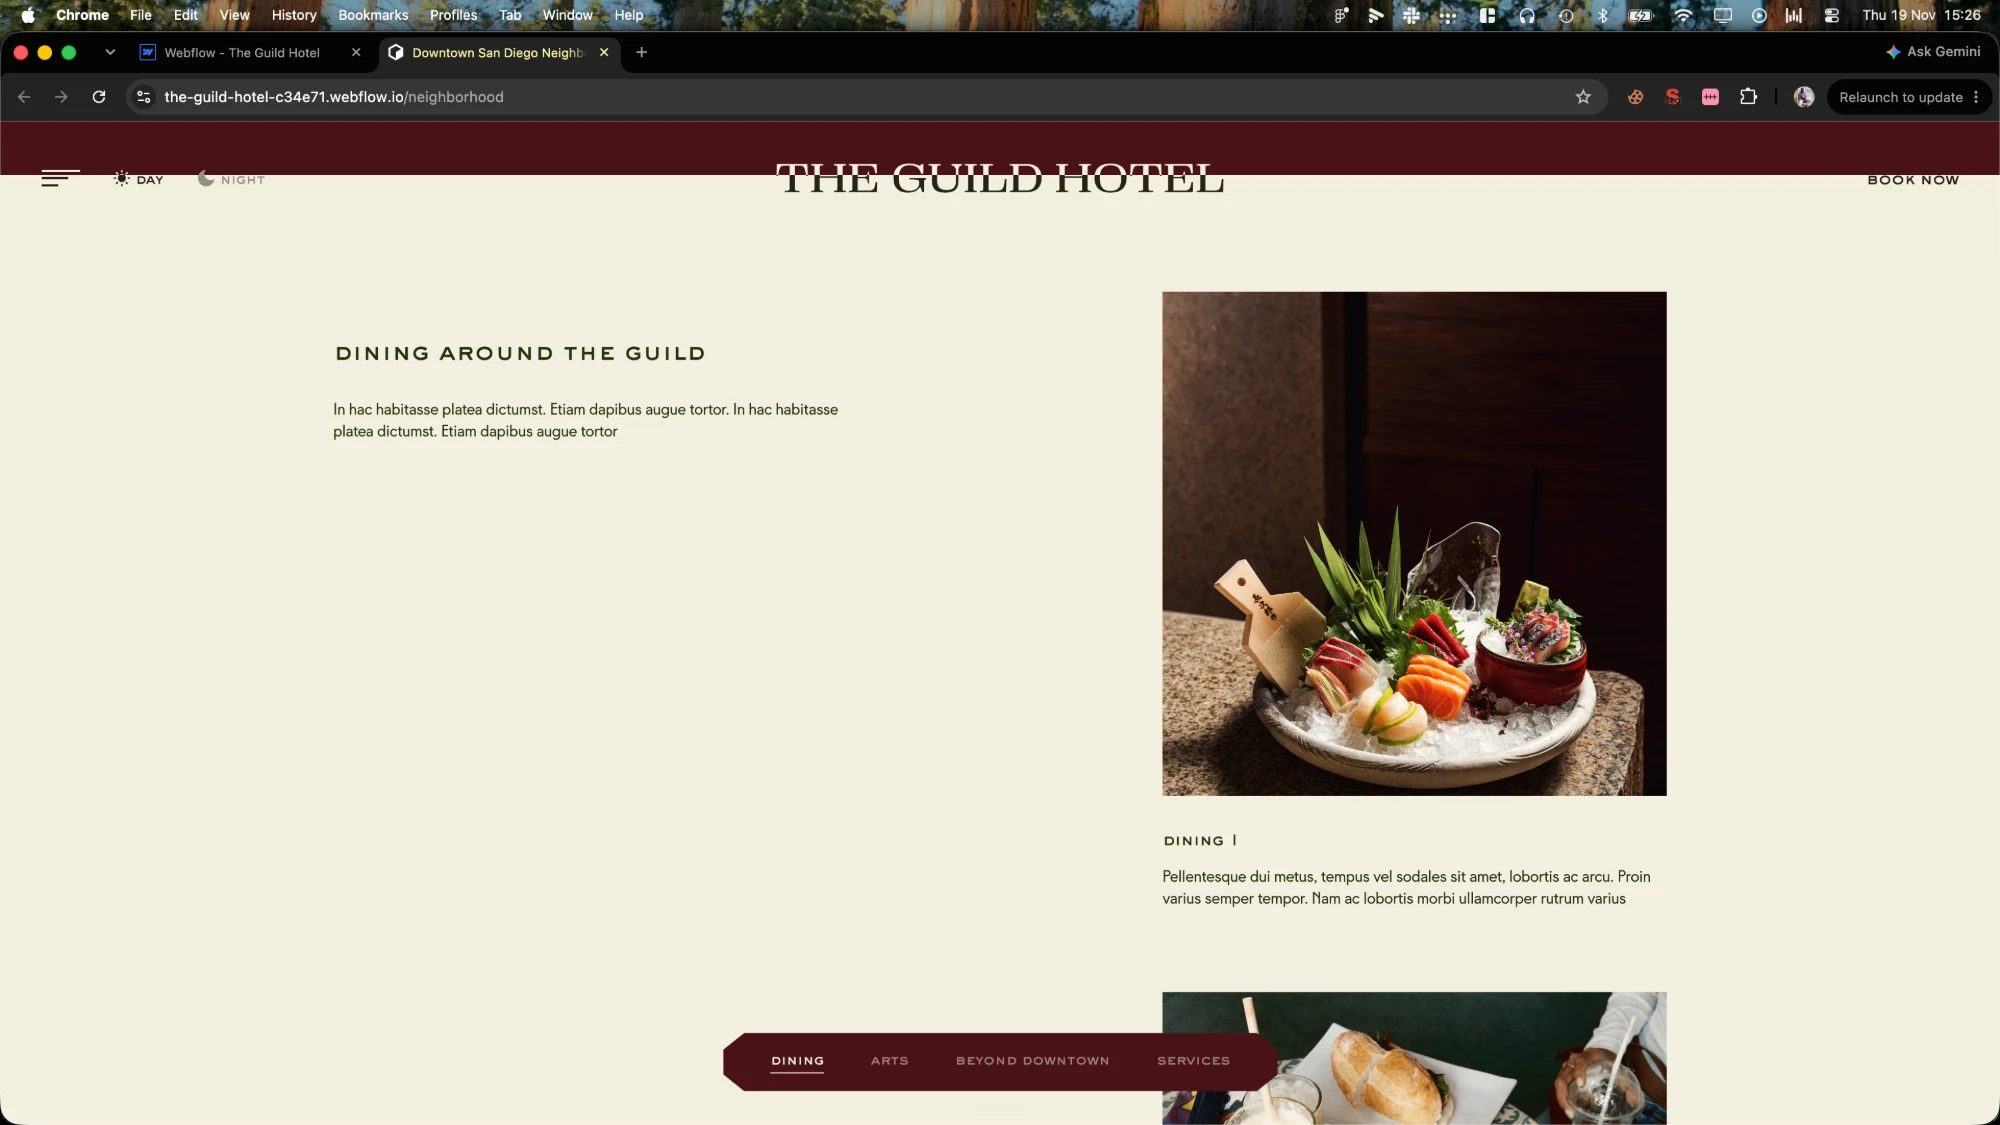 Chrome File Edit View History Bookmarks Profiles Tab Window Help Thu 19 Nov 15:26
Webflow - The Guild Hotel Downtown San Diego Neighb Ask Gemini
the-guild-hotel-c34e71.webflow.io/neighborhood Relaunch to update
DAY NIGHT THE GUILD HOTEL BOOK NOW
DINING AROUND THE GUILD
In hac habitasse platea dictumst. Etiam dapibus augue tortor. In hac habitasse
platea dictumst. Etiam dapibus augue tortor
DINING 1
Pellentesque dui metus, tempus vel sodales sit amet, lobortis ac arcu. Proin
varius semper tempor. Nam ac lobortis morbi ullamcorper rutrum varius
DINING ARTS BEYOND DOWNTOWN SERVICES